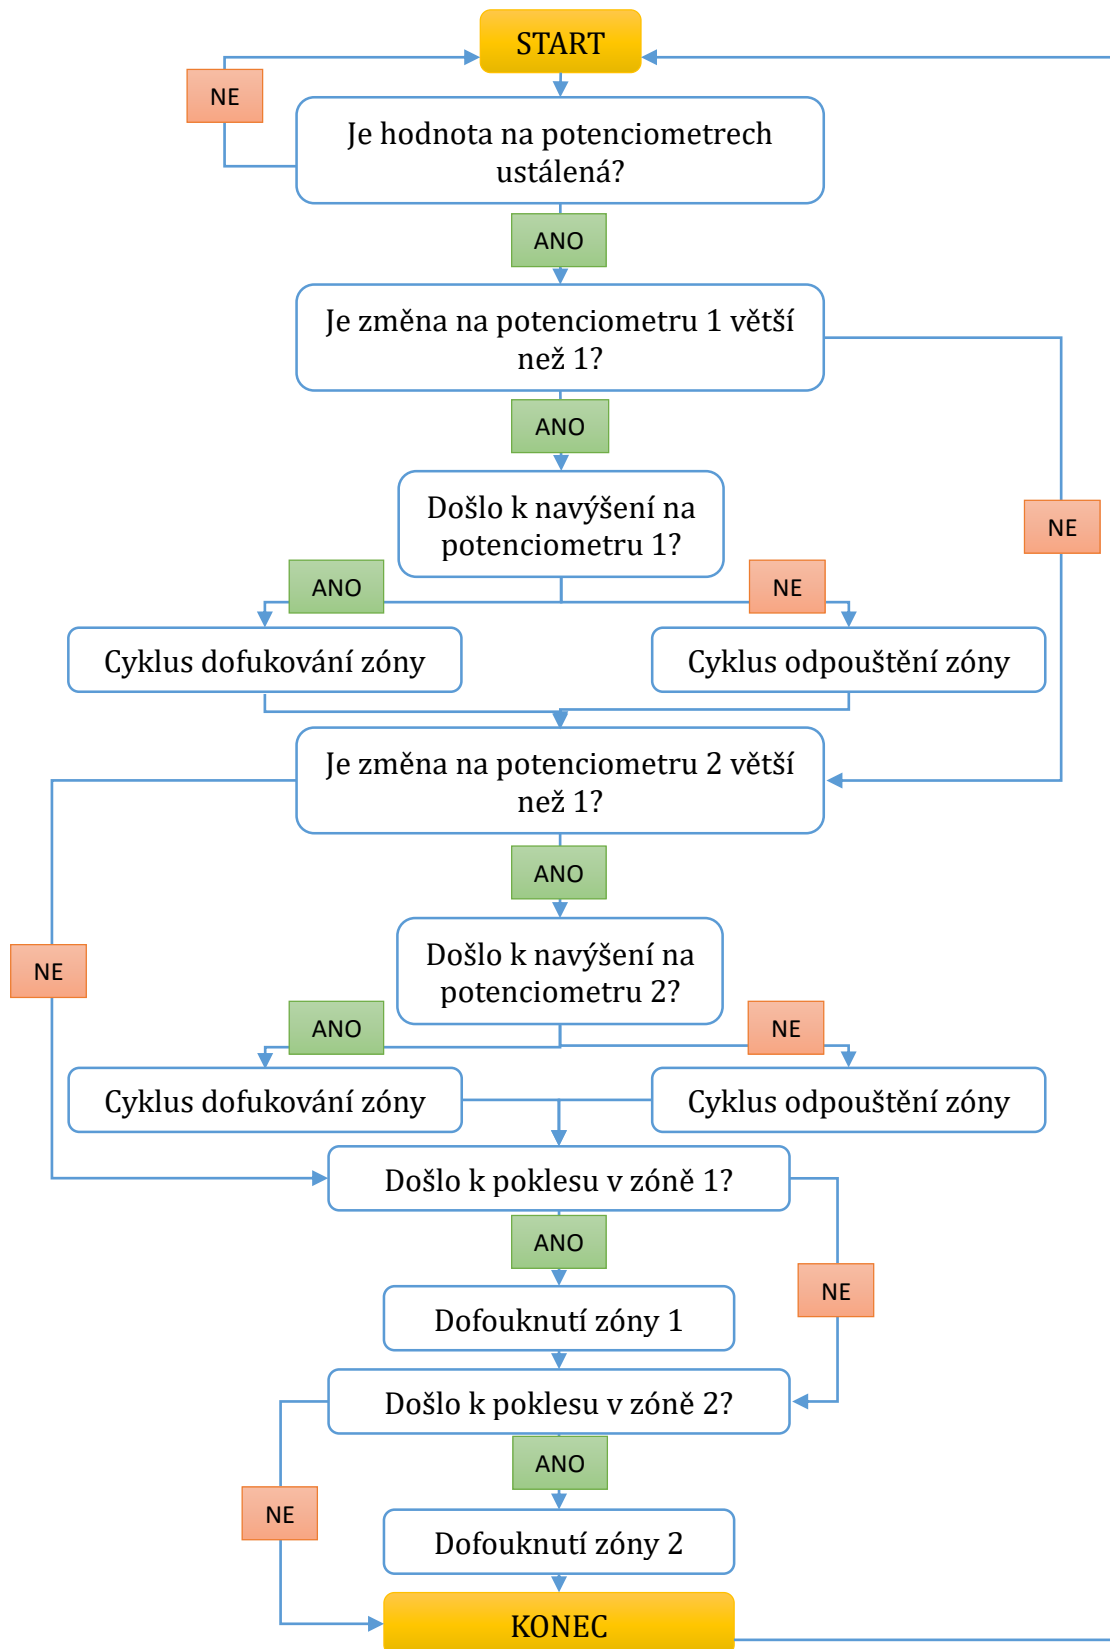 START
NE
Je hodnota na potenciometrech
ustálená?
ANO
Je změna na potenciometru 1 větší
než 1?
ANO
Došlo k navýšení na
potenciometru 1?
NE
ANO
NE
Cyklus dofukování zóny
Cyklus odpouštění zóny
Je změna na potenciometru 2 větší
než 1?
ANO
Došlo k navýšení na
potenciometru 2?
NE
ANO
NE
Cyklus dofukování zóny
Cyklus odpouštění zóny
Došlo k poklesu v zóně 1?
ANO
NE
Dofouknutí zóny 1
Došlo k poklesu v zóně 2?
ANO
NE
Dofouknutí zóny 2
KONEC